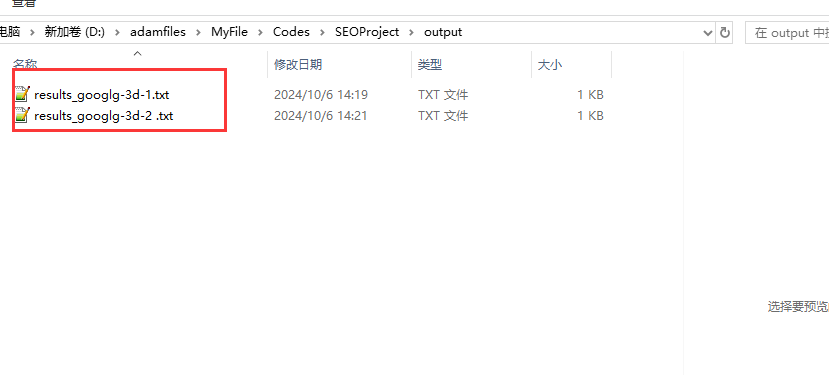 查看
电脑 › 新加卷 (D:) › adamfiles › MyFile › Codes › SEOProject › output
在 output 中
名称 修改日期 类型 大小
results_googlg-3d-1.txt 2024/10/6 14:19 TXT 文件 1 KB
results_googlg-3d-2 .txt 2024/10/6 14:21 TXT 文件 1 KB
选择要预览